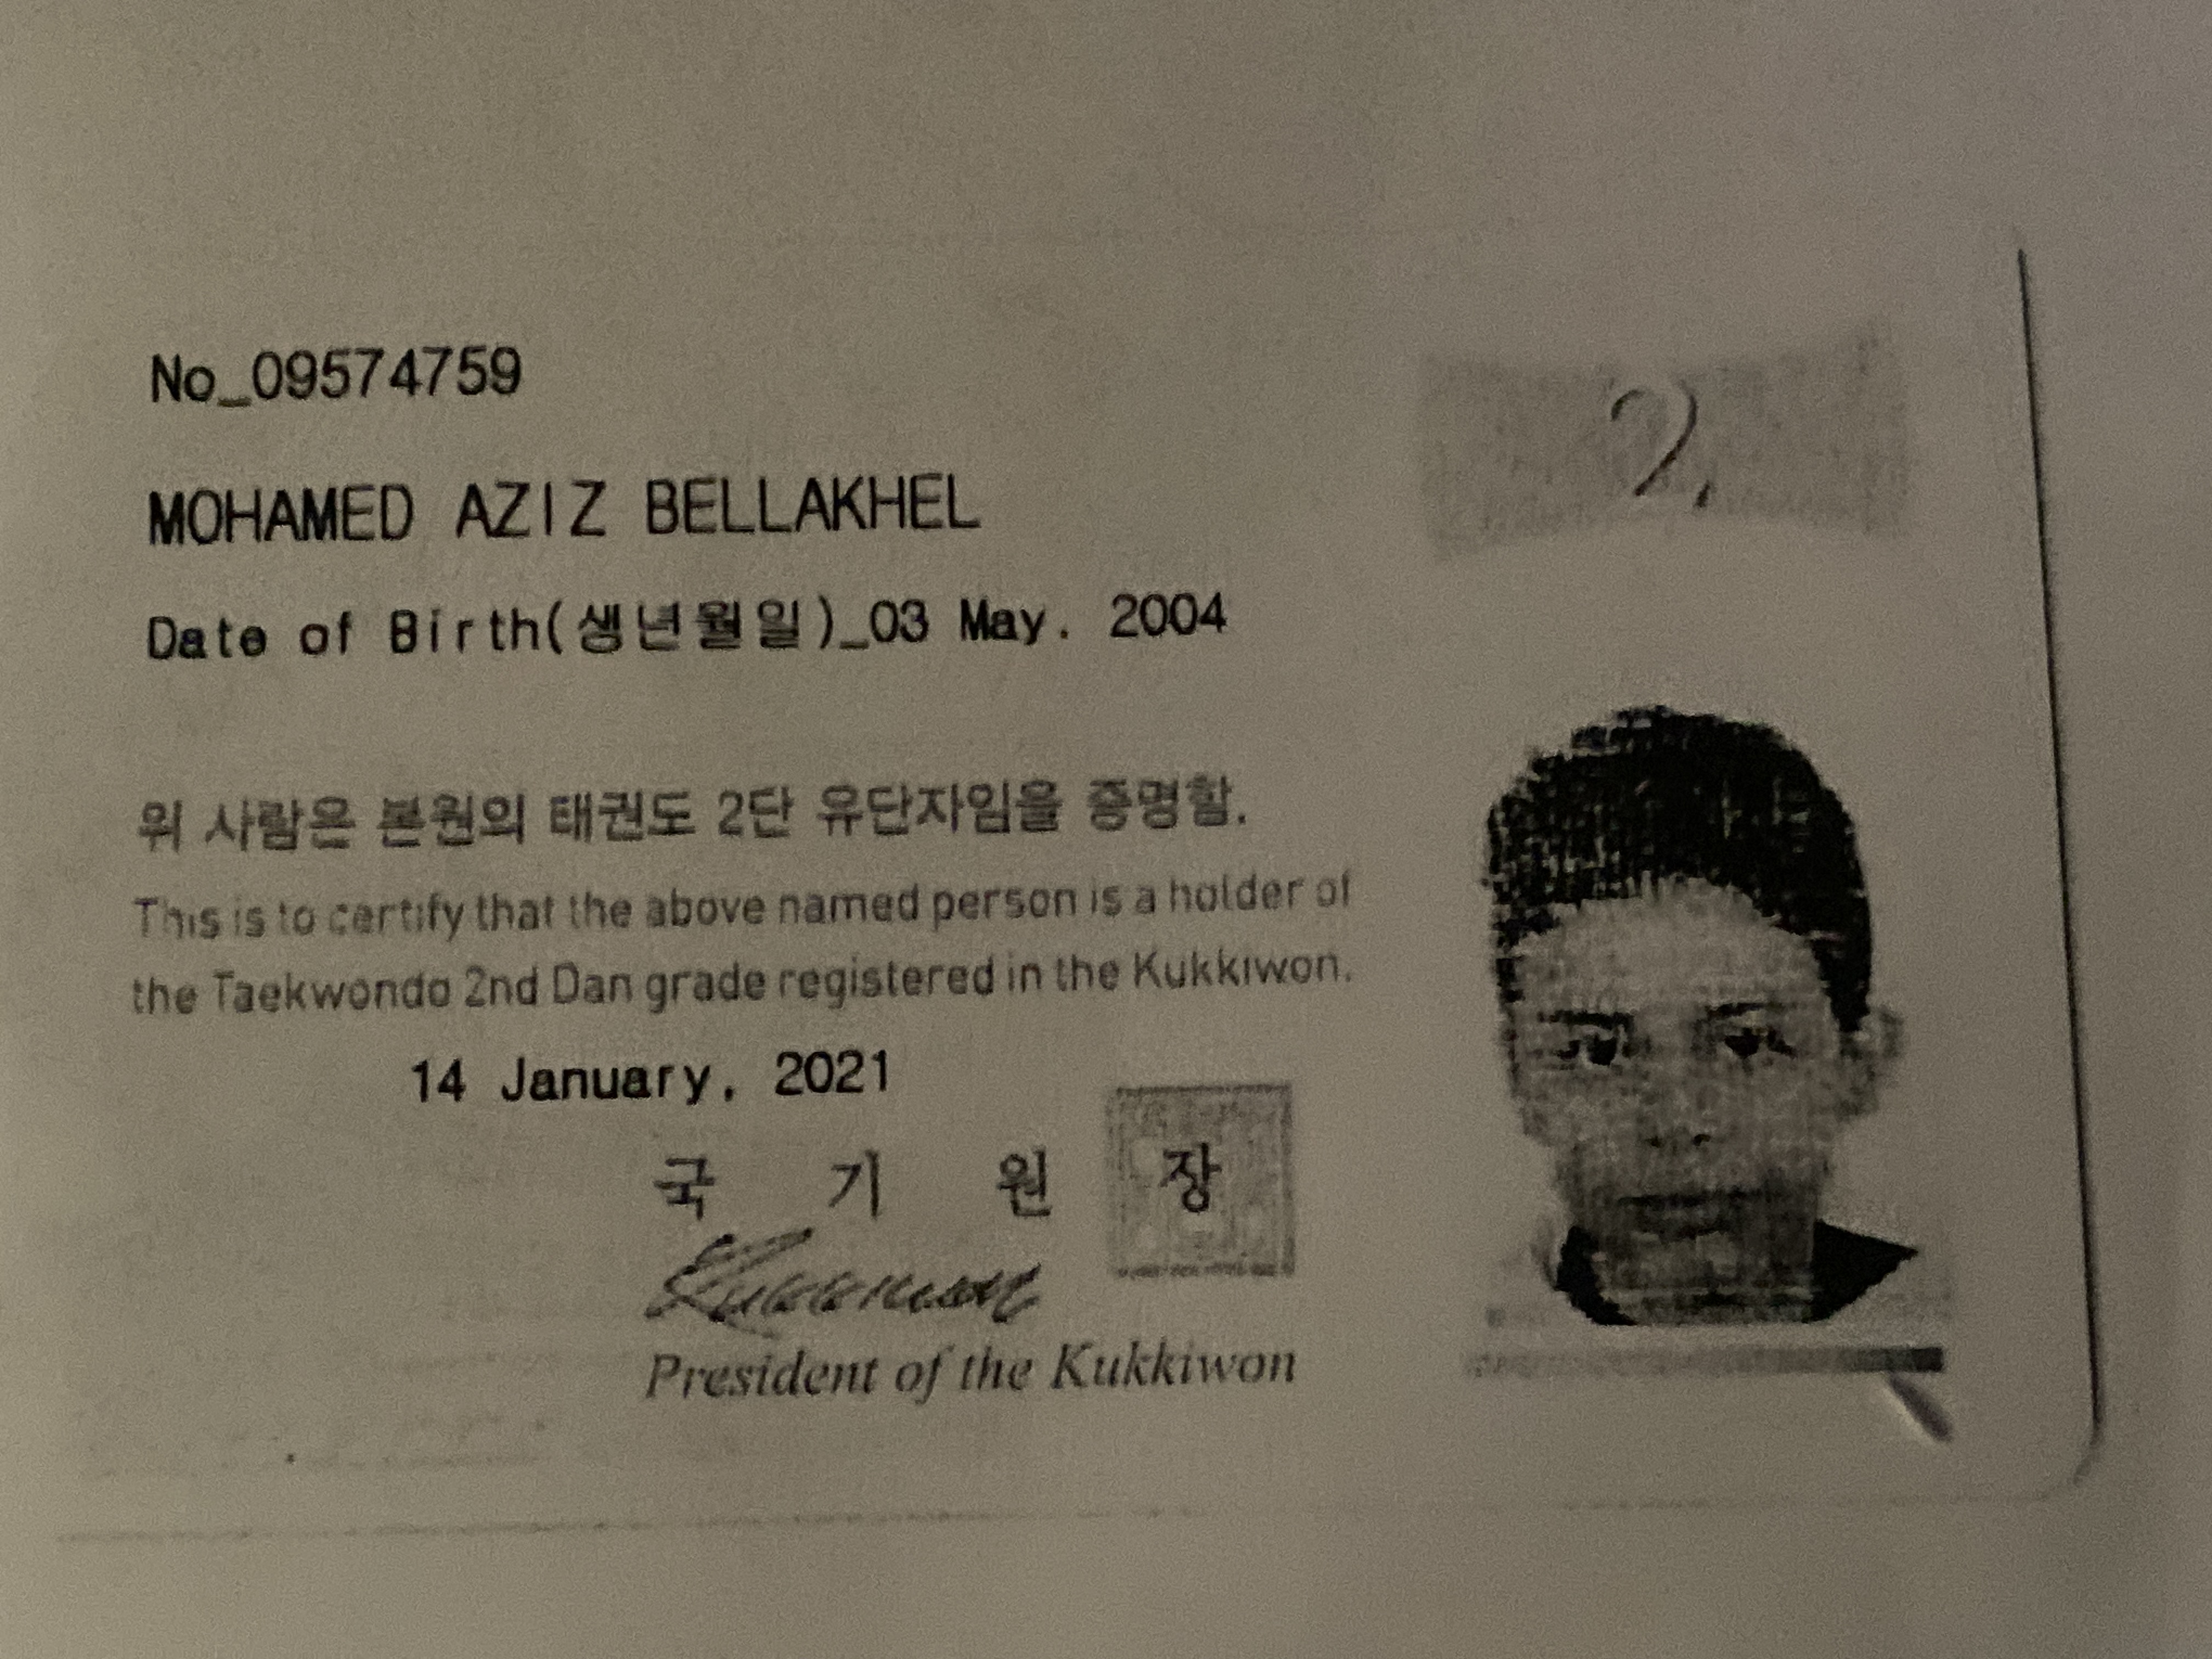 No_09574759
2.
MOHAMED AZIZ BELLAKHEL
Date of Birth(생년월일)_03 May. 2004
위 사람은 본원의 태권도 2단 유단자임을 증명함.
This is to certify that the above named person is a holder of
the Taekwondo 2nd Dan grade registered in the Kukkiwon.
14 January, 2021
국 기 원 장
Kukkiwon
President of the Kukkiwon